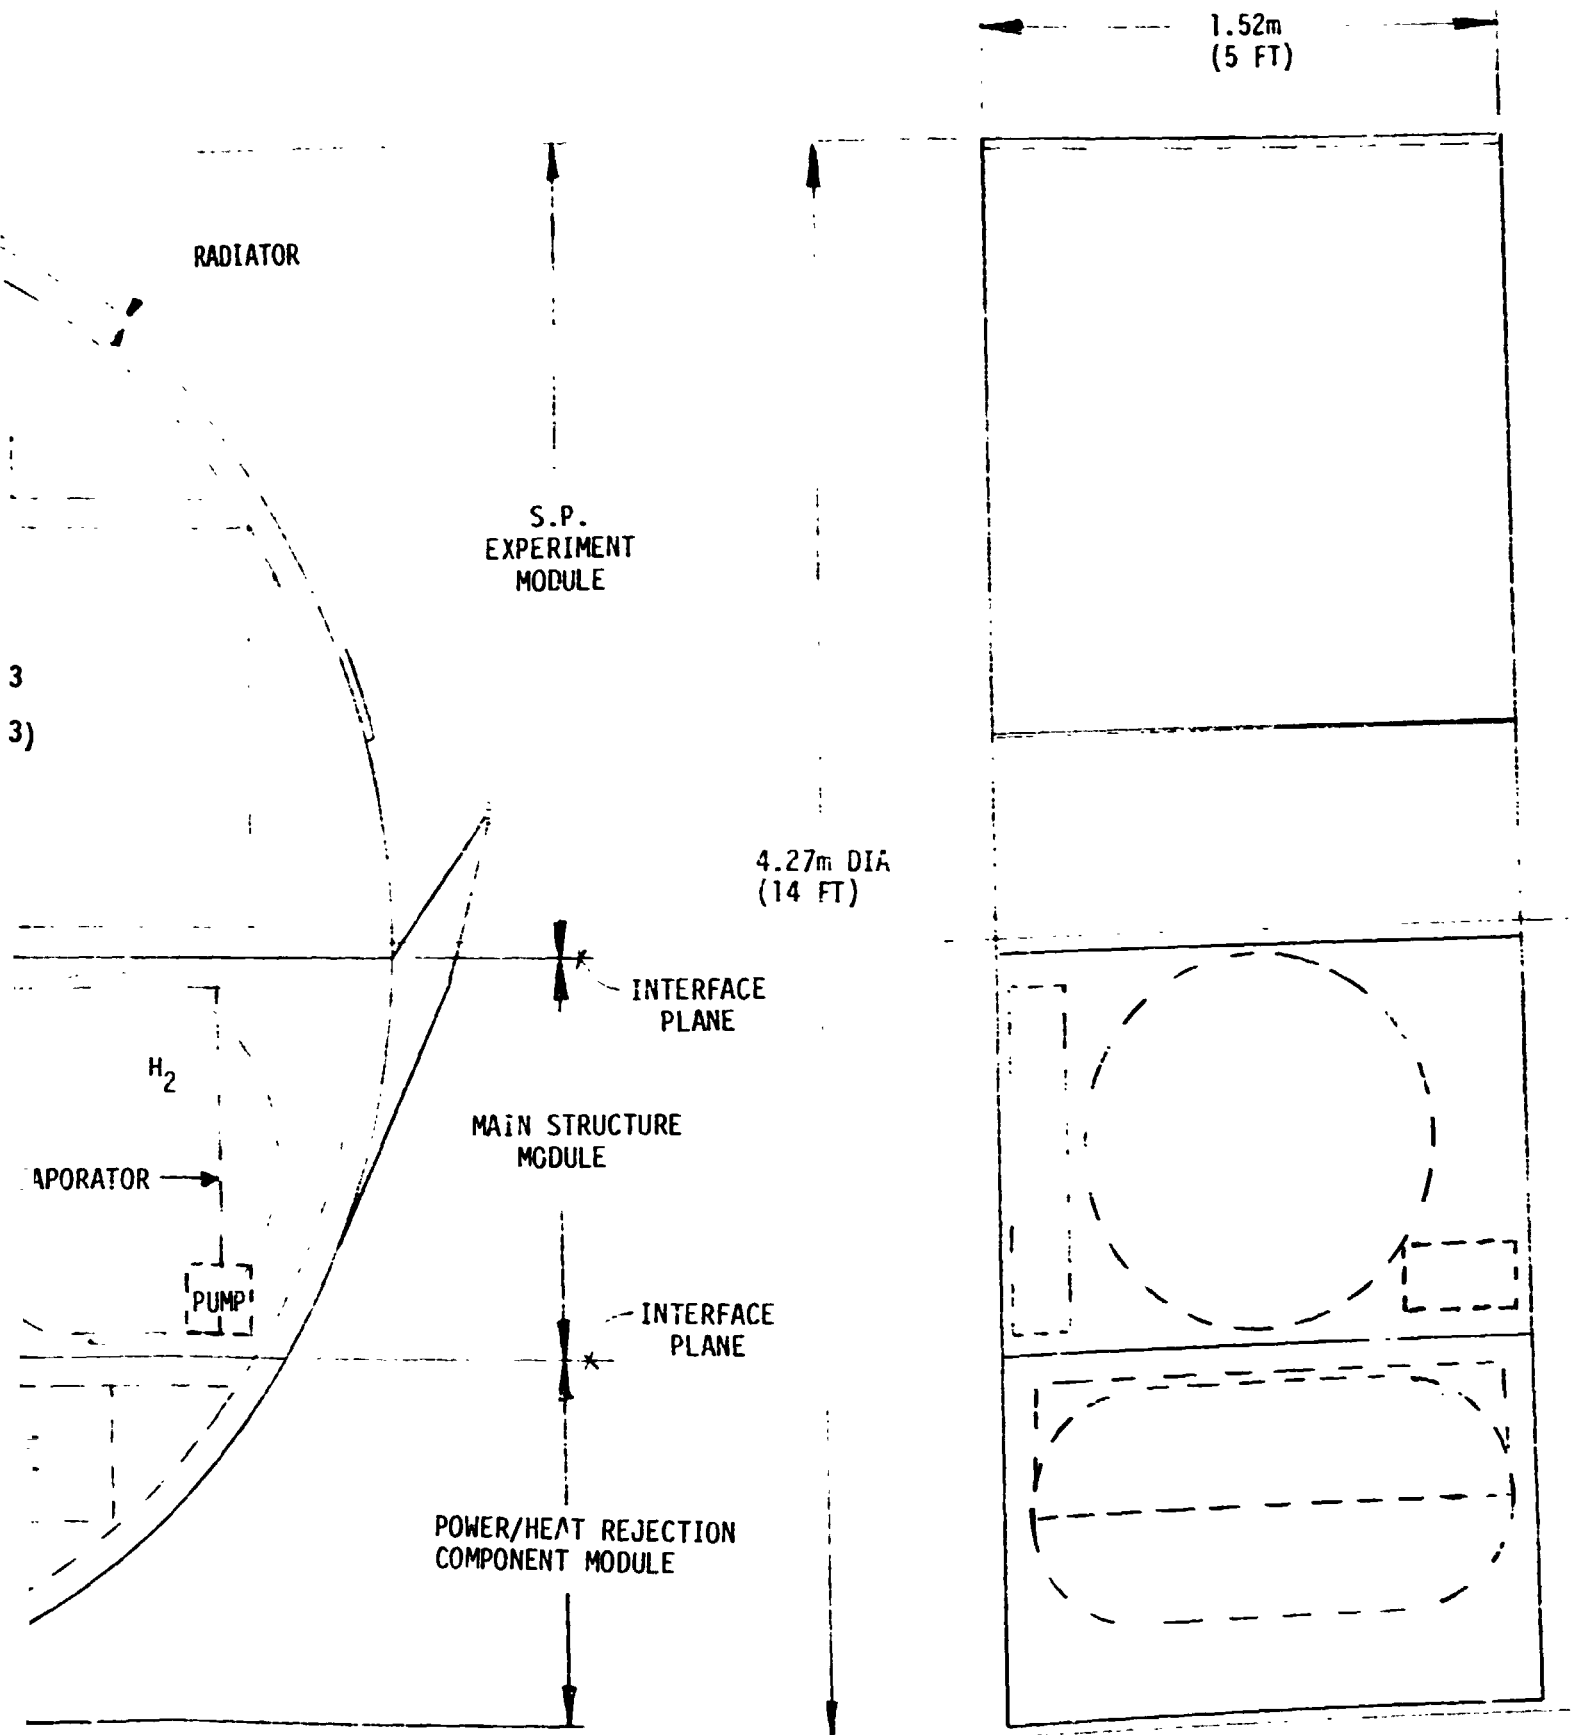 1.52m
(5 FT)
RADIATOR
S.P.
EXPERIMENT
MODULE
3
3)
4.27m DIA
(14 FT)
INTERFACE
PLANE
H2
MAIN STRUCTURE
MODULE
APORATOR
PUMP
INTERFACE
PLANE
POWER/HEAT REJECTION
COMPONENT MODULE